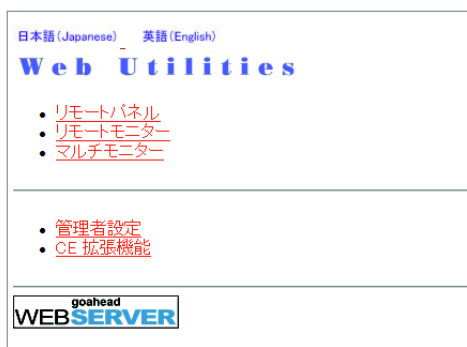 日本語(Japanese) 英語(English)
Web Utilities
リモートパネル
リモートモニター
マルチモニター
管理者設定
CE 拡張機能
goahead
WEBSERVER